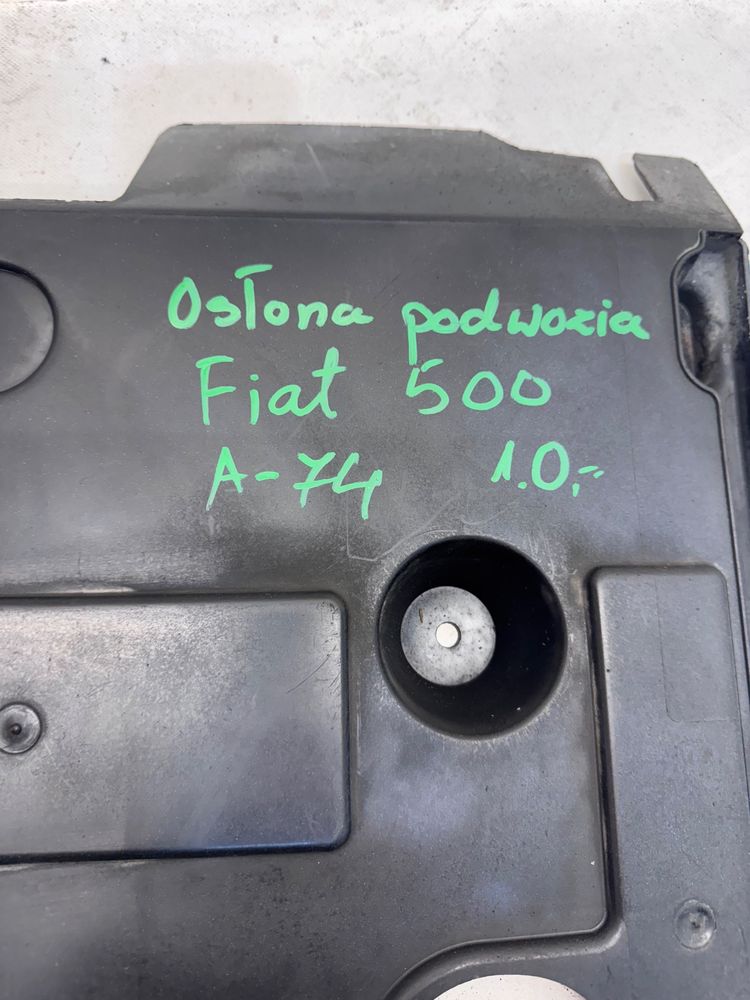 Osłona podwozia
Fiat 500
A-74 1.0,-